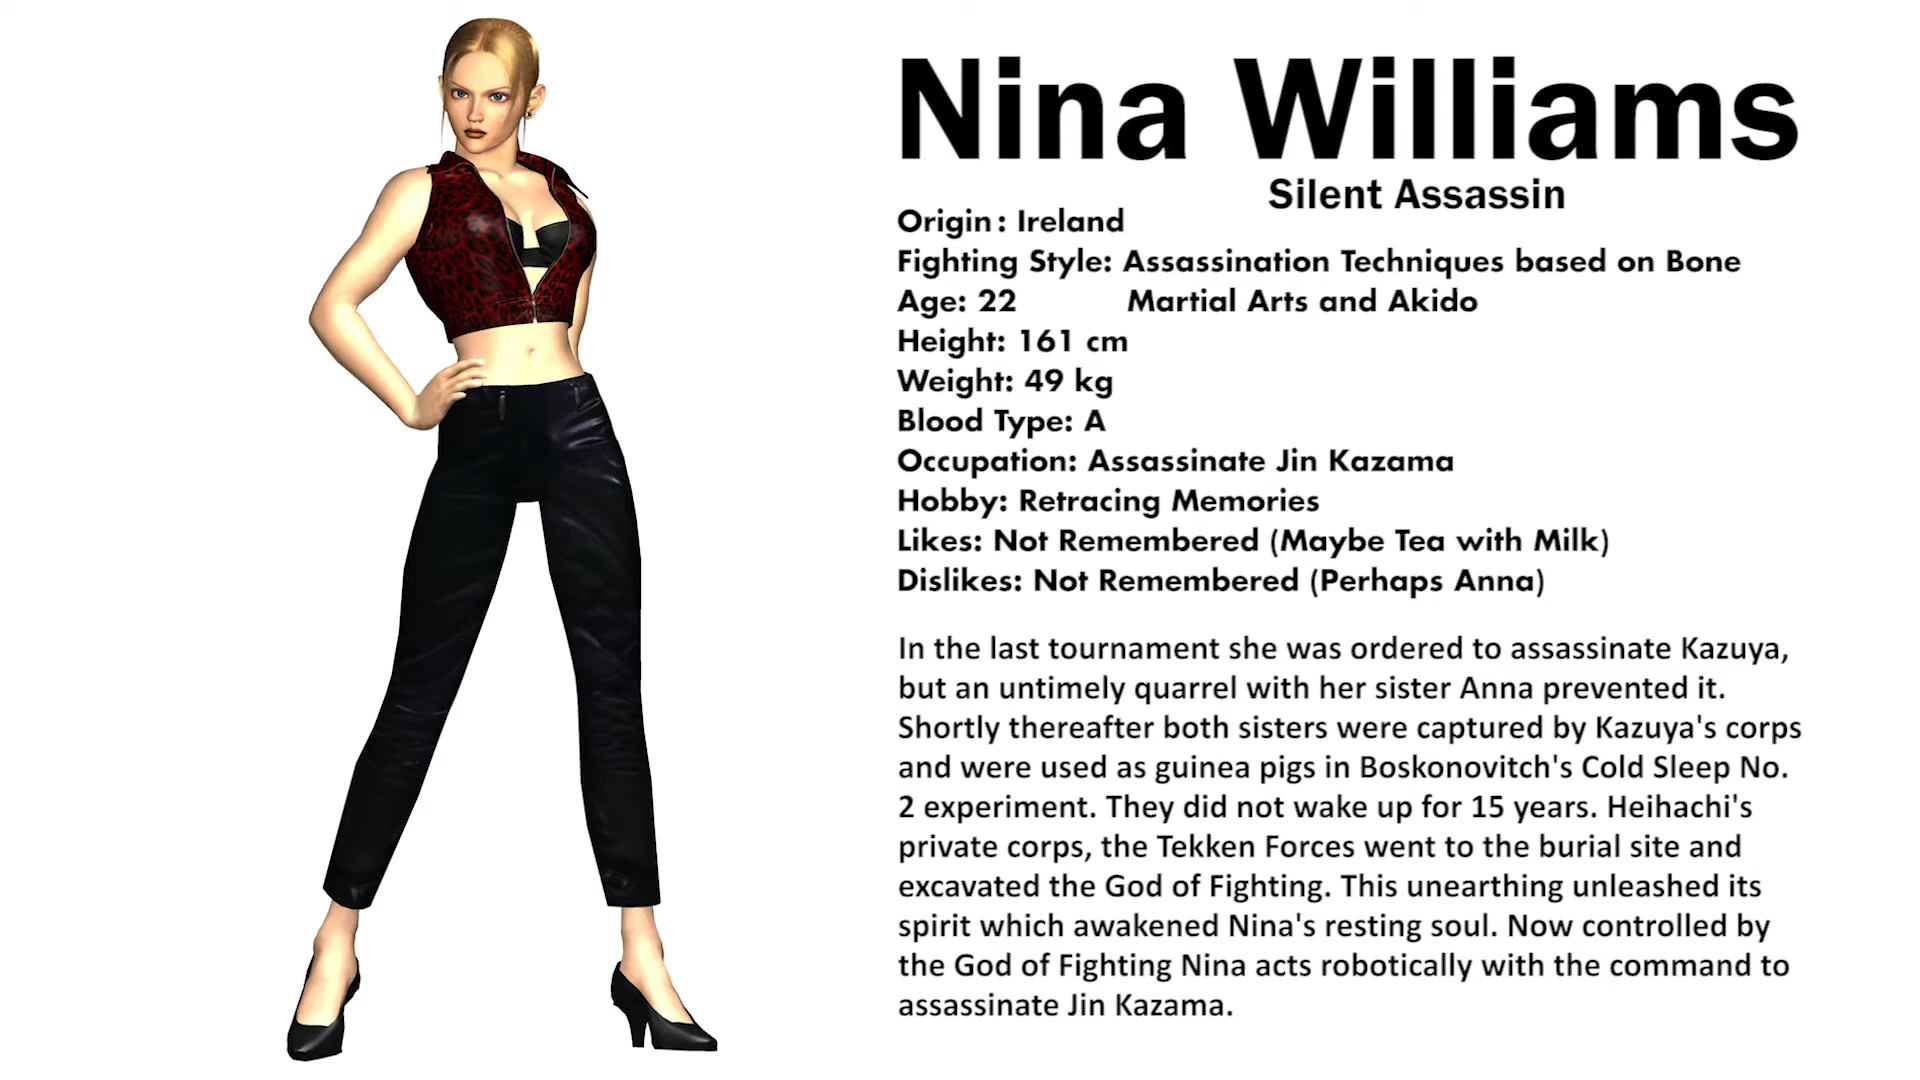 Nina Williams
Silent Assassin
Origin : Ireland
Fighting Style: Assassination Techniques based on Bone
Martial Arts and Akido
Age: 22
Height: 161 cm
Weight: 49 kg
Blood Type: A
Occupation: Assassinate Jin Kazama
Hobby: Retracing Memories
Likes: Not Remembered (Maybe Tea with Milk)
Dislikes: Not Remembered (Perhaps Anna)
In the last tournament she was ordered to assassinate Kazuya,
but an untimely quarrel with her sister Anna prevented it.
Shortly thereafter both sisters were captured by Kazuya's corps
and were used as guinea pigs in Boskonovitch's Cold Sleep No.
2 experiment. They did not wake up for 15 years. Heihachi's
private corps, the Tekken Forces went to the burial site and
excavated the God of Fighting. This unearthing unleashed its
spirit which awakened Nina's resting soul. Now controlled by
the God of Fighting Nina acts robotically with the command to
assassinate Jin Kazama.